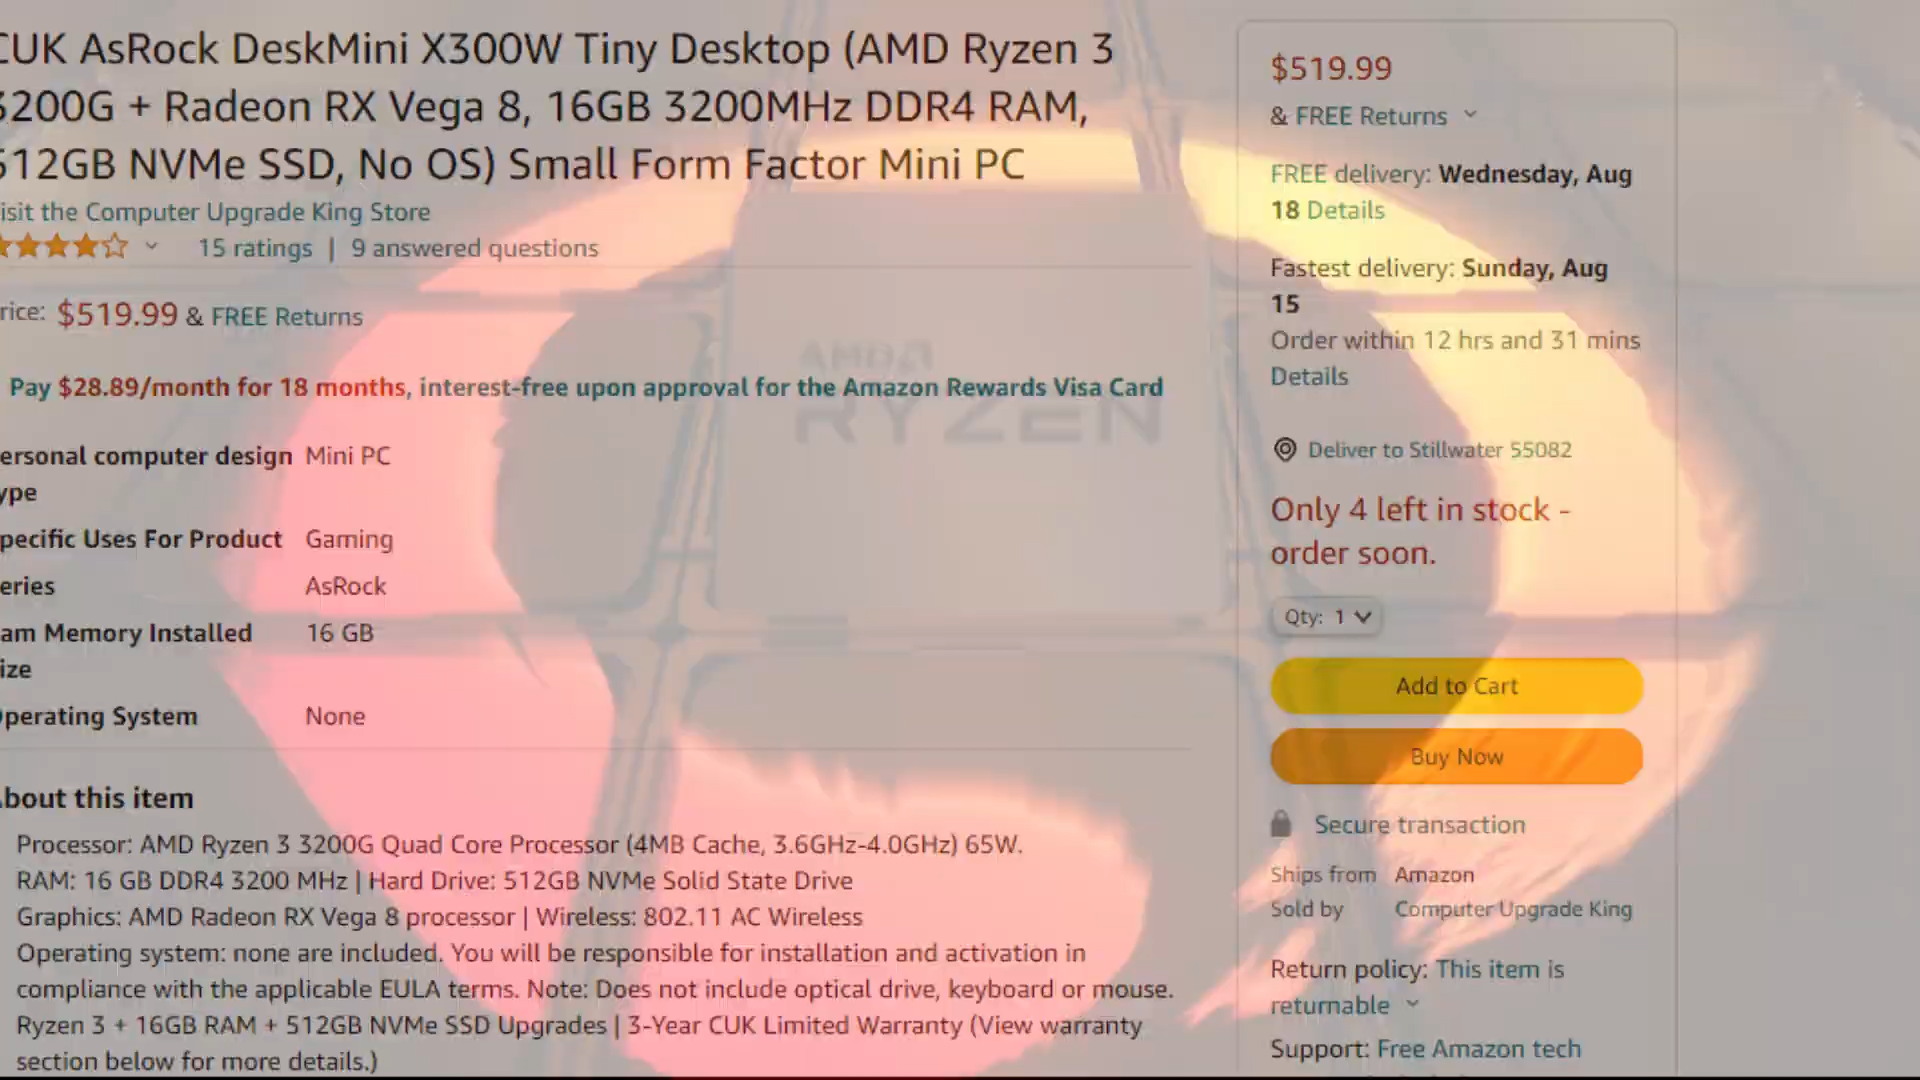 CUK AsRock DeskMini X300W Tiny Desktop (AMD Ryzen 3
3200G + Radeon RX Vega 8, 16GB 3200MHz DDR4 RAM,
512GB NVMe SSD, No OS) Small Form Factor Mini PC
isit the Computer Upgrade King Store
15 ratings | 9 answered questions
rice: $519.99 & FREE Returns
Pay $28.89/month for 18 months, interest-free upon approval for the Amazon Rewards Visa Card
ersonal computer design Mini PC
ype
pecific Uses For Product Gaming
eries AsRock
am Memory Installed 16 GB
ize
perating System None
About this item
Processor: AMD Ryzen 3 3200G Quad Core Processor (4MB Cache, 3.6GHz-4.0GHz) 65W.
RAM: 16 GB DDR4 3200 MHz | Hard Drive: 512GB NVMe Solid State Drive
Graphics: AMD Radeon RX Vega 8 processor | Wireless: 802.11 AC Wireless
Operating system: none are included. You will be responsible for installation and activation in
compliance with the applicable EULA terms. Note: Does not include optical drive, keyboard or mouse.
Ryzen 3 + 16GB RAM + 512GB NVMe SSD Upgrades | 3-Year CUK Limited Warranty (View warranty
section below for more details.)
AMD
RYZEN
$519.99
& FREE Returns
FREE delivery: Wednesday, Aug
18 Details
Fastest delivery: Sunday, Aug
15
Order within 12 hrs and 31 mins
Details
Deliver to Stillwater 55082
Only 4 left in stock -
order soon.
Qty: 1
Add to Cart
Buy Now
Secure transaction
Ships from Amazon
Sold by Computer Upgrade King
Return policy: This item is
returnable
Support: Free Amazon tech